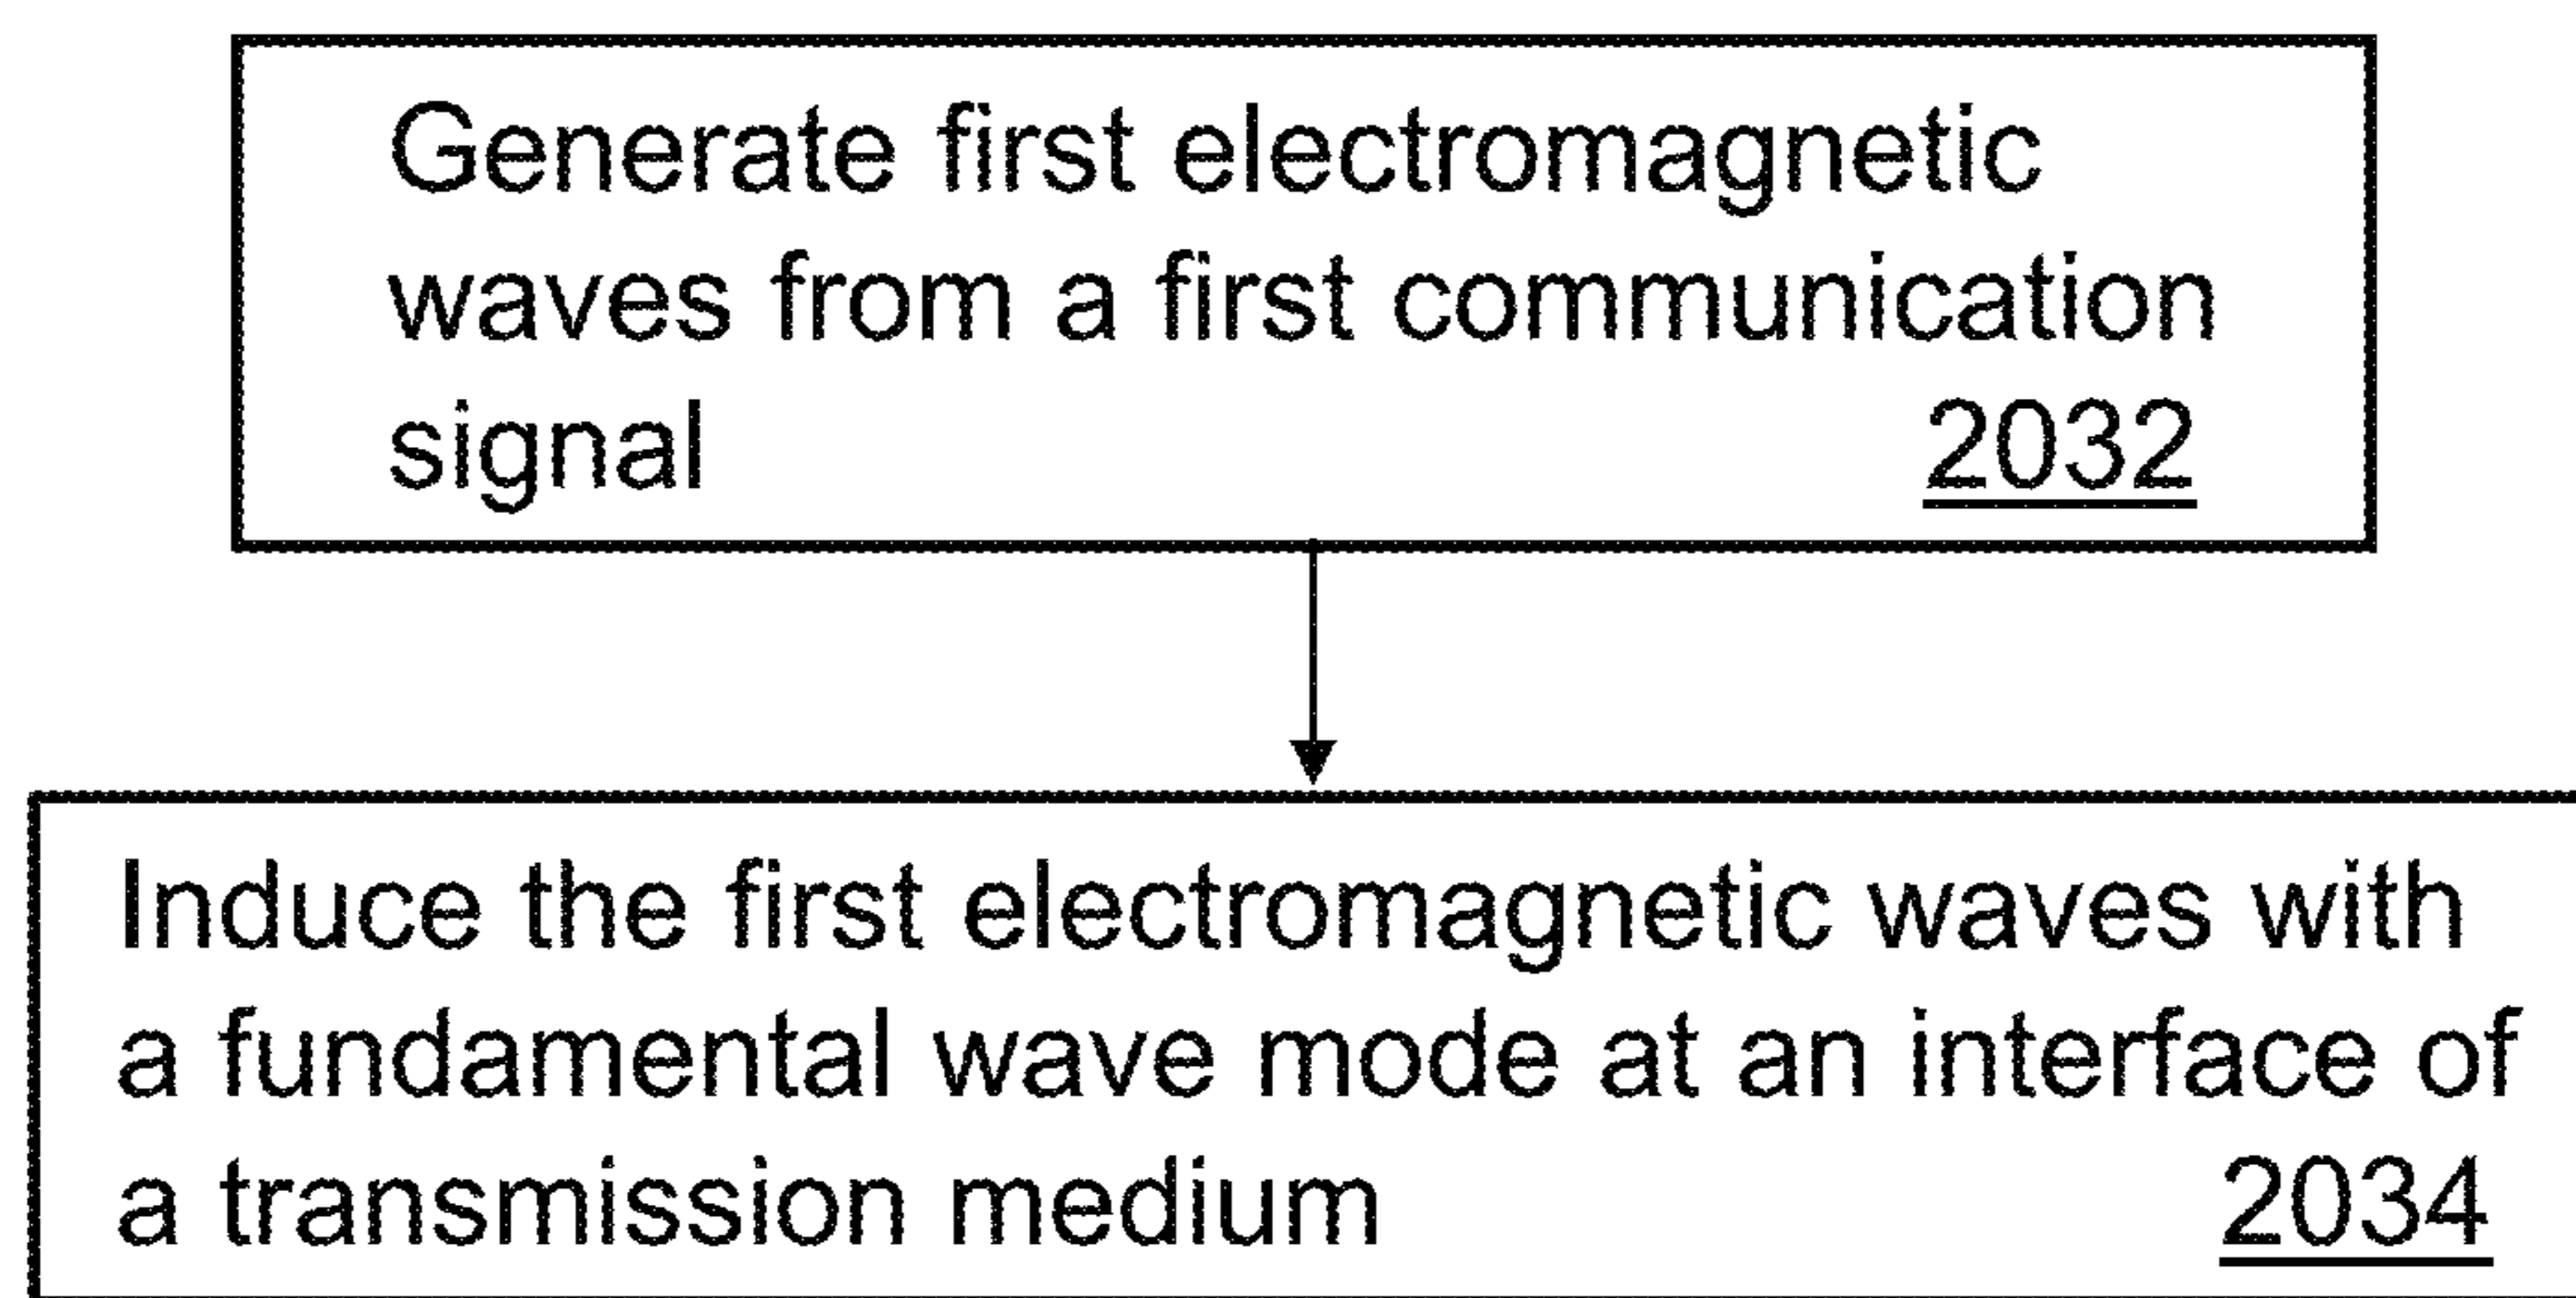 Generate first electromagnetic
waves from a first communication
signal 2032
Induce the first electromagnetic waves with
a fundamental wave mode at an interface of
a transmission medium 2034